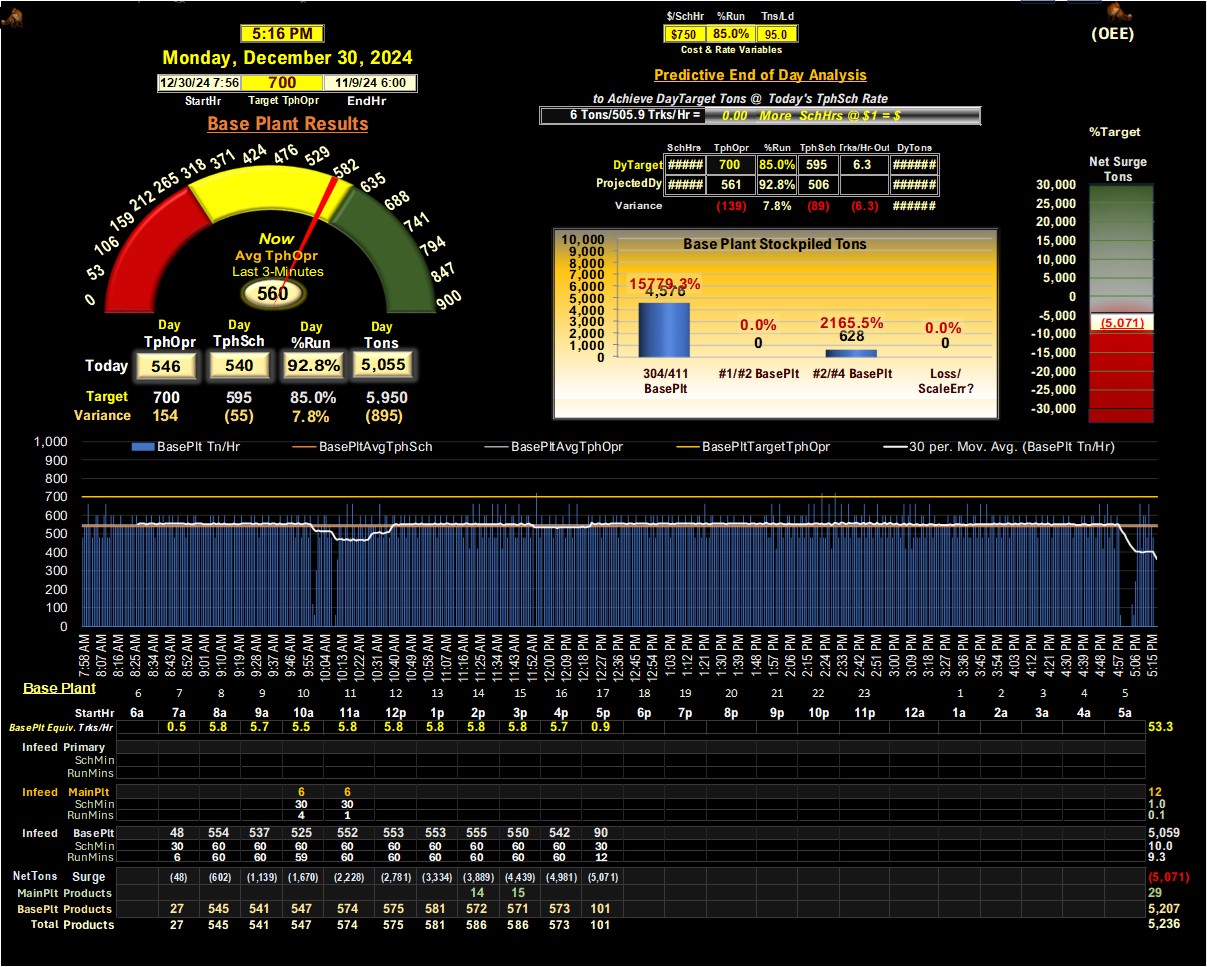 5:16 PM
Monday, December 30, 2024
12/30/24 7:56 700 11/9/24 6:00
StartHr Target TphOpr EndHr
Base Plant Results
0 53 106 159 212 265 318 371 424 476 529 582 635 688 741 794 847 900
Now
Avg TphOpr
Last 3-Minutes
560
Day TphOpr Day TphSch Day %Run Day Tons
Today 546 540 92.8% 5,055
Target 700 595 85.0% 5,950
Variance 154 (55) 7.8% (895)
$/SchHr %Run Tns/Ld
$750 85.0% 95.0
Cost & Rate Variables
Predictive End of Day Analysis
to Achieve DayTarget Tons @ Today's TphSch Rate
6 Tons/505.9 Trks/Hr = 0.00 More SchHrs @ $1 = $
SchHrs TphOpr %Run TphSch Trks/Hr-Out DyTons
DyTarget ##### 700 85.0% 595 6.3 ######
ProjectedDy ##### 561 92.8% 506 ######
Variance (139) 7.8% (89) (6.3) ######
Base Plant Stockpiled Tons
10,000
9,000
8,000
7,000
6,000
5,000
4,000
3,000
2,000
1,000
0
15779.3% 0.0% 2165.5% 0.0%
4,576 0 628 0
304/411 BasePlt #1/#2 BasePlt #2/#4 BasePlt Loss/ ScaleErr?
(OEE)
%Target
Net Surge
Tons
30,000
25,000
20,000
15,000
10,000
5,000
0
-5,000
(5,071)
-10,000
-15,000
-20,000
-25,000
-30,000
BasePlt Tn/Hr BasePltAvgTphSch BasePltAvgTphOpr BasePltTargetTphOpr 30 per. Mov. Avg. (BasePlt Tn/Hr)
1,000
900
800
700
600
500
400
300
200
100
0
7:58 AM 8:07 AM 8:16 AM 8:25 AM 8:34 AM 8:43 AM 8:52 AM 9:01 AM 9:10 AM 9:19 AM 9:28 AM 9:37 AM 9:46 AM 9:55 AM 10:04 AM 10:13 AM 10:22 AM 10:31 AM 10:40 AM 10:49 AM 10:58 AM 11:07 AM 11:16 AM 11:25 AM 11:34 AM 11:43 AM 11:52 AM 12:00 PM 12:09 PM 12:18 PM 12:27 PM 12:36 PM 12:45 PM 12:54 PM 1:03 PM 1:12 PM 1:21 PM 1:30 PM 1:39 PM 1:48 PM 1:57 PM 2:06 PM 2:15 PM 2:24 PM 2:33 PM 2:42 PM 2:51 PM 3:00 PM 3:09 PM 3:18 PM 3:27 PM 3:36 PM 3:45 PM 3:54 PM 4:03 PM 4:12 PM 4:21 PM 4:30 PM 4:39 PM 4:48 PM 4:57 PM 5:06 PM 5:15 PM
Base Plant 6 7 8 9 10 11 12 13 14 15 16 17 18 19 20 21 22 23 1 2 3 4 5
StartHr 6a 7a 8a 9a 10a 11a 12p 1p 2p 3p 4p 5p 6p 7p 8p 9p 10p 11p 12a 1a 2a 3a 4a 5a
BasePlt Equiv. Trks/Hr 0.5 5.8 5.7 5.5 5.8 5.8 5.8 5.8 5.8 5.7 0.9 53.3
Infeed Primary
SchMin
RunMins
Infeed MainPlt 6 6 12
SchMin 30 30 1.0
RunMins 4 1 0.1
Infeed BasePlt 48 554 537 525 552 553 553 555 550 542 90 5,059
SchMin 30 60 60 60 60 60 60 60 60 60 30 10.0
RunMins 6 60 60 59 60 60 60 60 60 60 12 9.3
NetTons Surge (48) (602) (1,139) (1,670) (2,228) (2,781) (3,334) (3,889) (4,439) (4,981) (5,071) (5,071)
MainPlt Products 14 15 29
BasePlt Products 27 545 541 547 574 575 581 572 571 573 101 5,207
Total Products 27 545 541 547 574 575 581 586 586 573 101 5,236